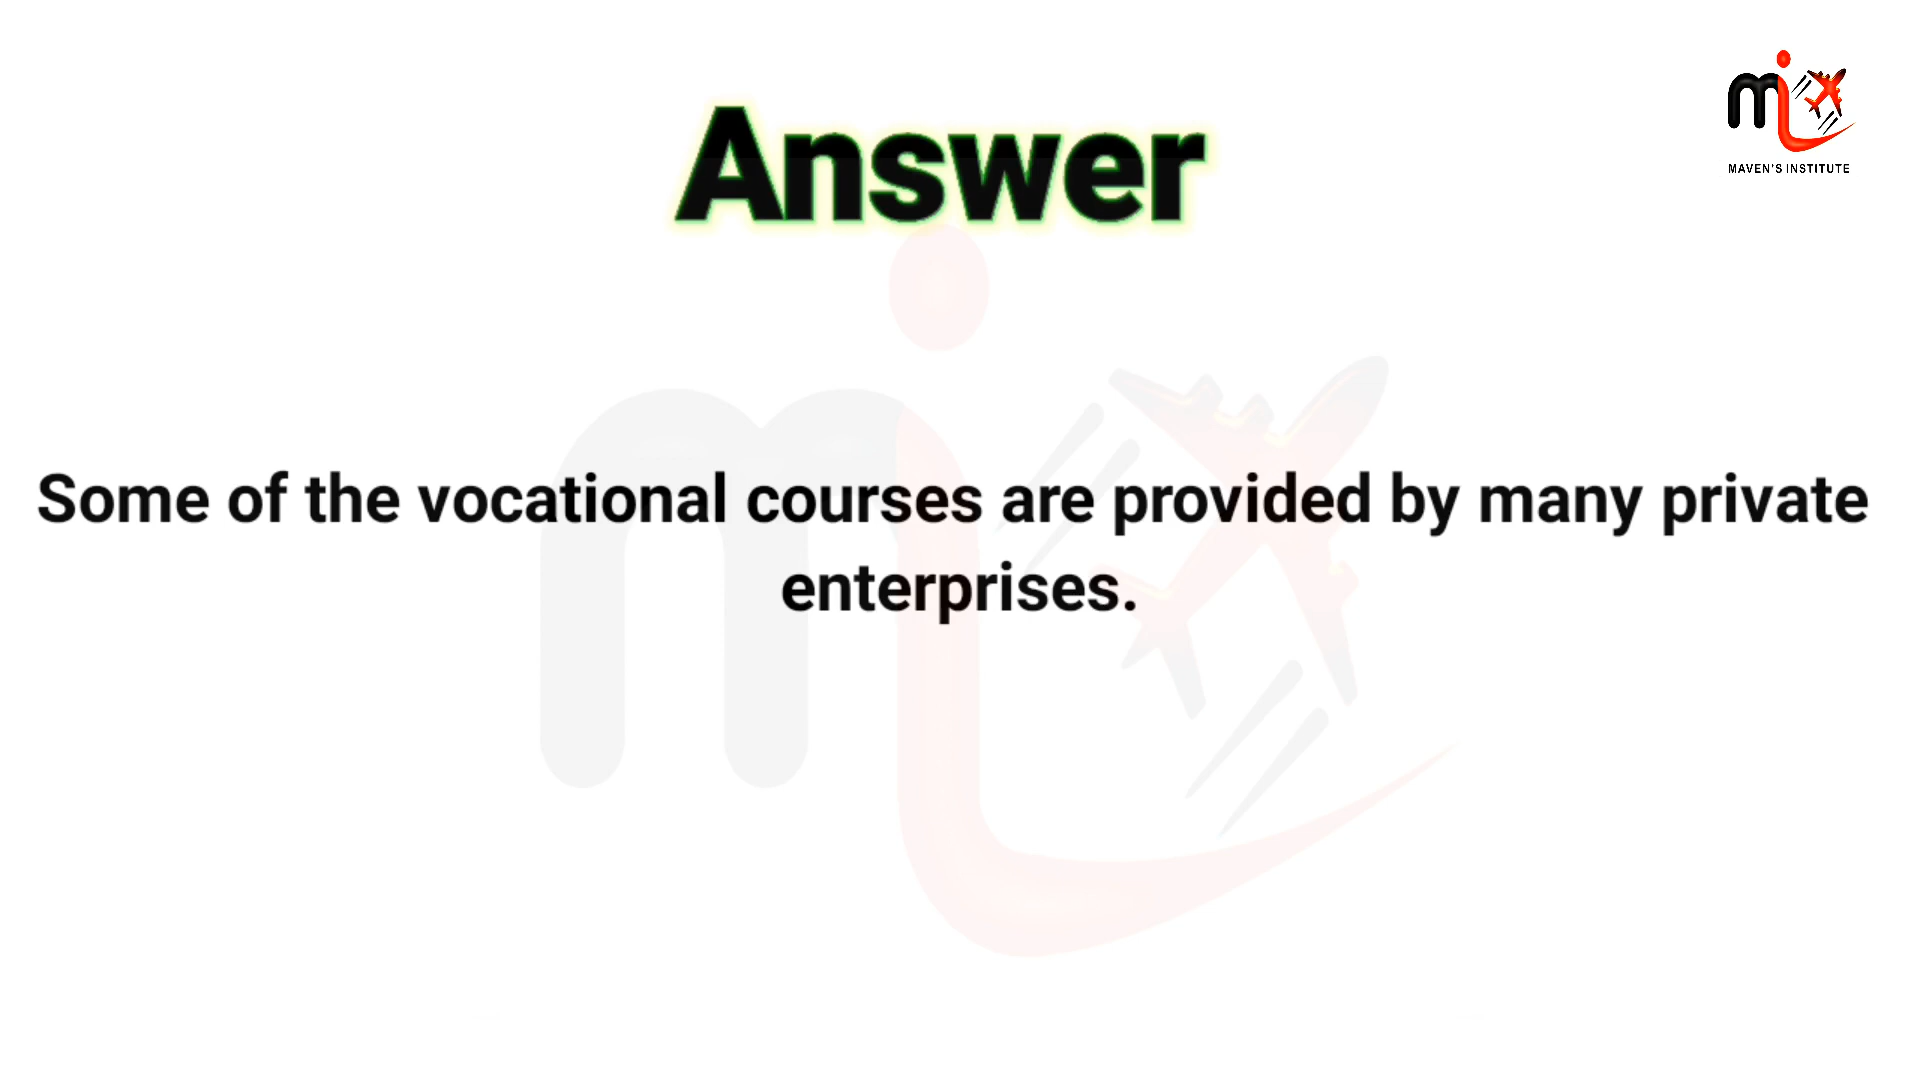 MAVEN'S INSTITUTE
Answer
Some of the vocational courses are provided by many private
enterprises.